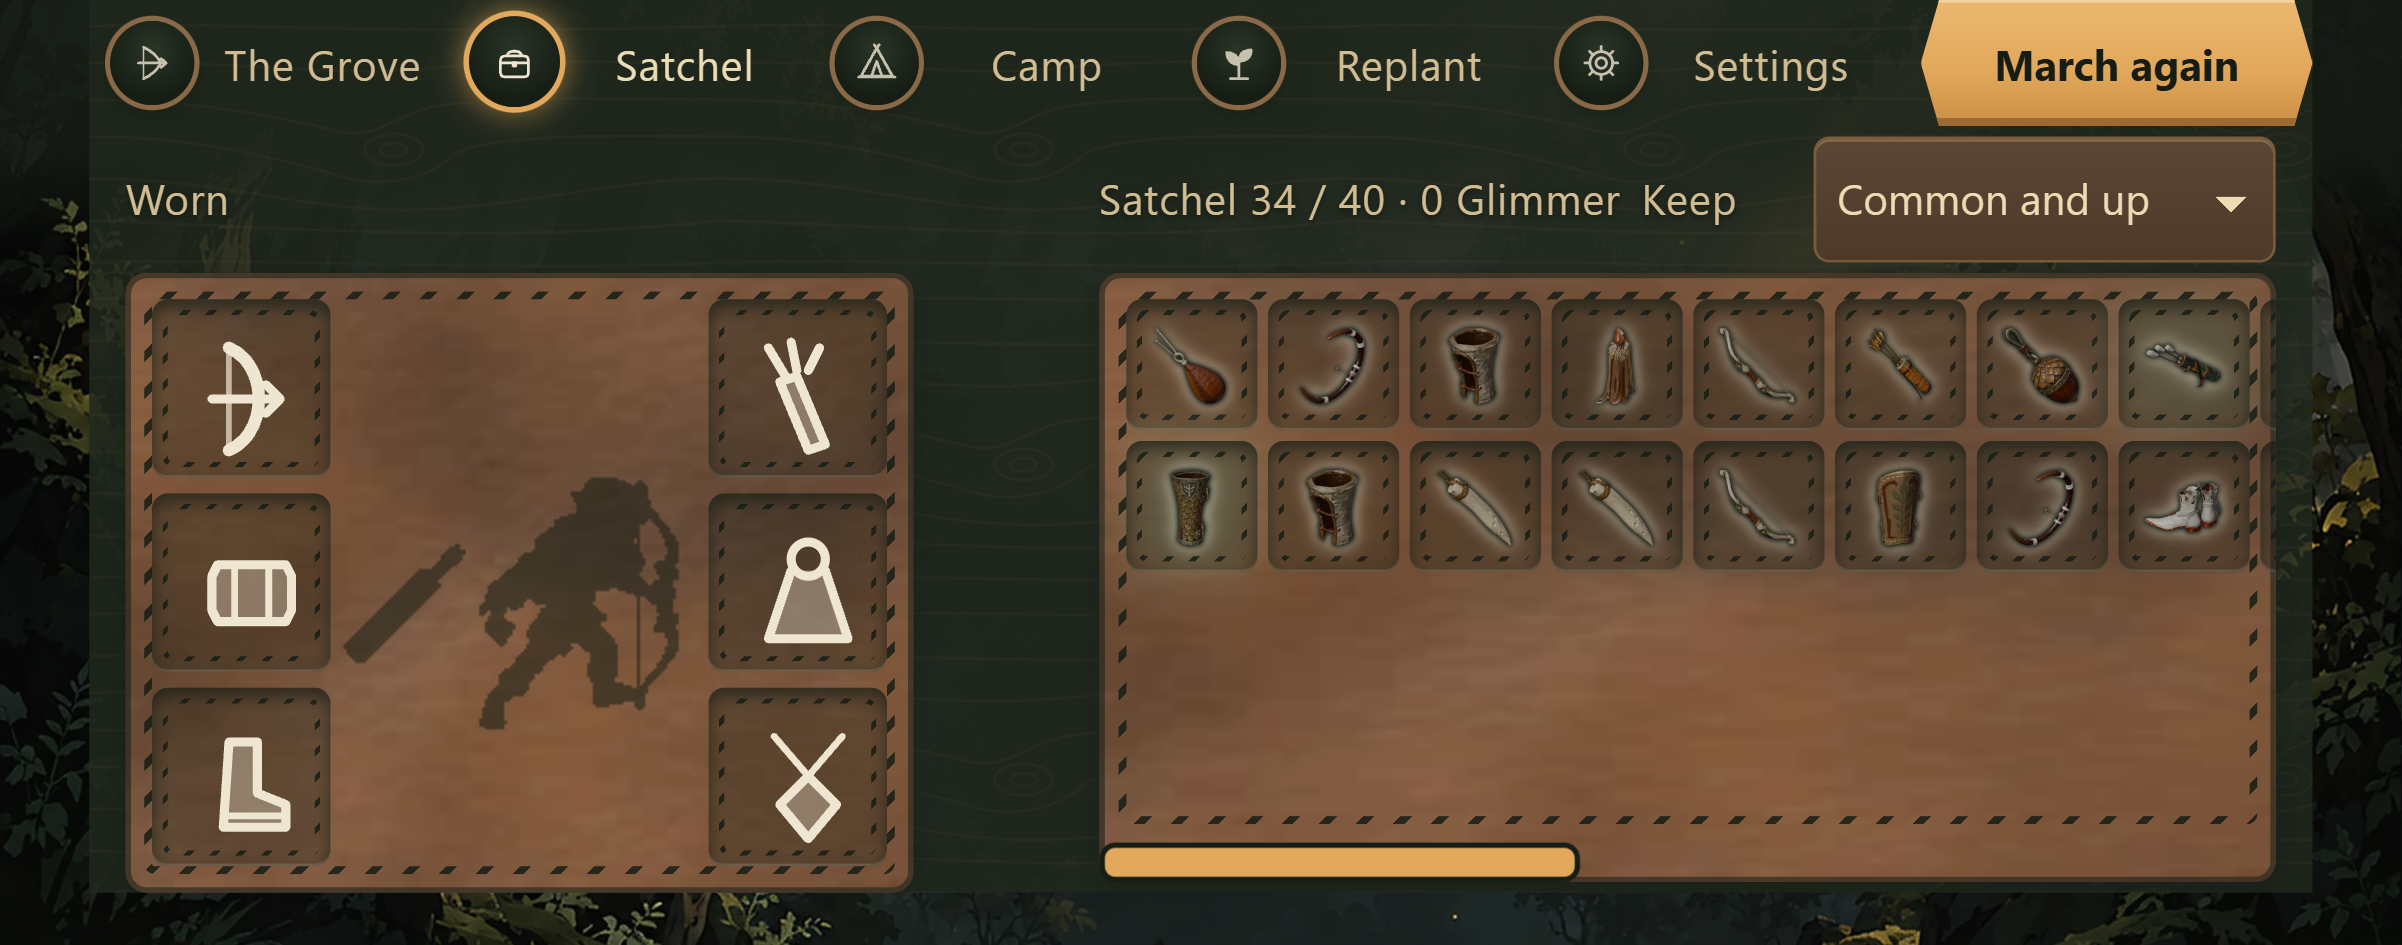 The Grove
Satchel
Camp
Replant
Settings
March again
Worn
Satchel 34 / 40 · 0 Glimmer Keep
Common and up